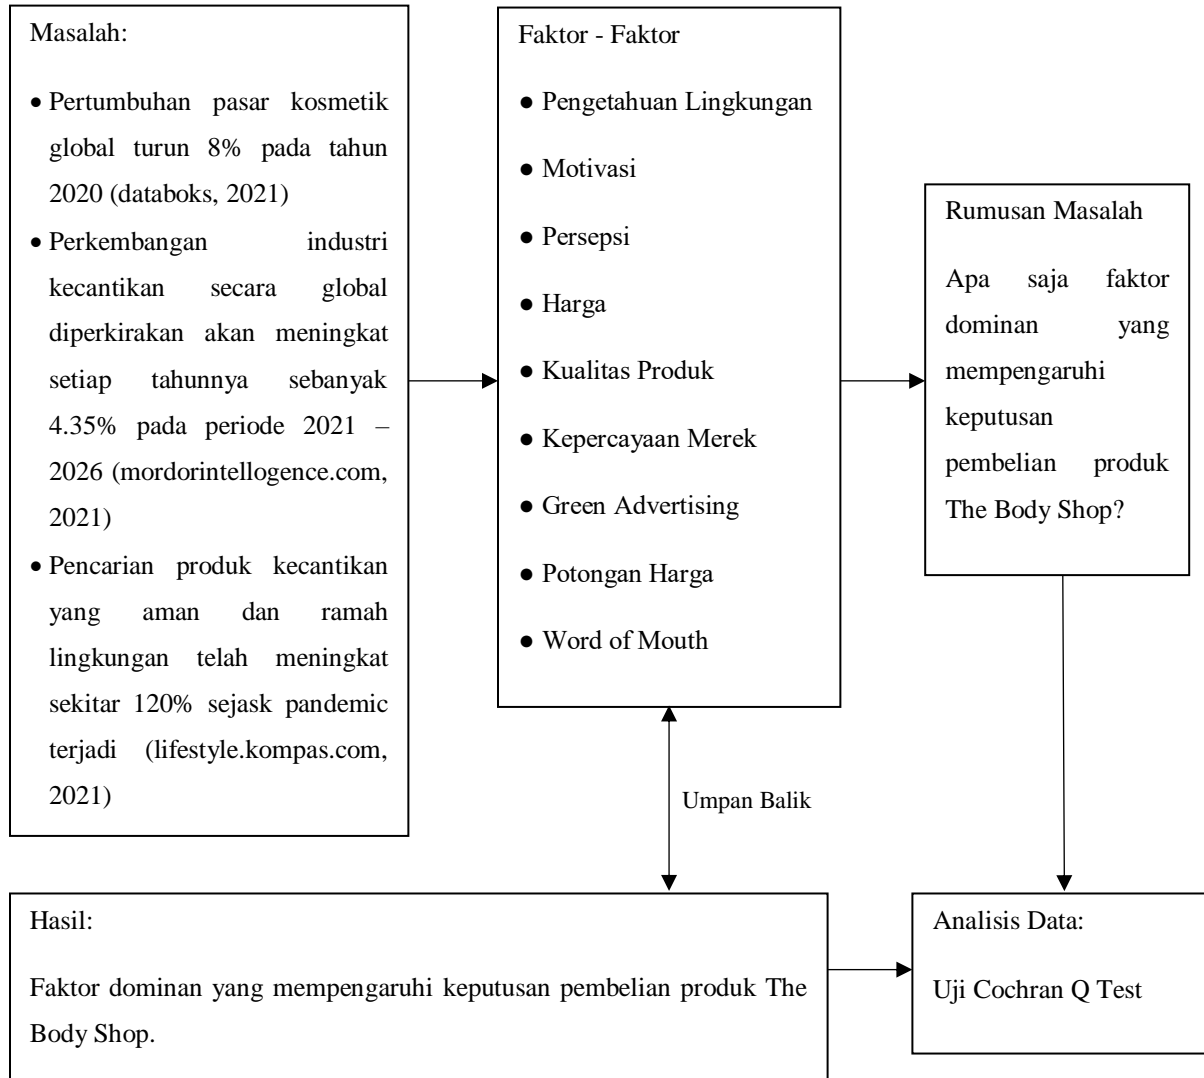 Masalah:
• Pertumbuhan pasar kosmetik
global turun 8% pada tahun
2020 (databoks, 2021)
• Perkembangan industri
kecantikan secara global
diperkirakan akan meningkat
setiap tahunnya sebanyak
4.35% pada periode 2021 –
2026 (mordorintellogence.com,
2021)
• Pencarian produk kecantikan
yang aman dan ramah
lingkungan telah meningkat
sekitar 120% sejask pandemic
terjadi (lifestyle.kompas.com,
2021)
Faktor - Faktor
● Pengetahuan Lingkungan
● Motivasi
● Persepsi
● Harga
● Kualitas Produk
● Kepercayaan Merek
● Green Advertising
● Potongan Harga
● Word of Mouth
Rumusan Masalah
Apa saja faktor
dominan yang
mempengaruhi
keputusan
pembelian produk
The Body Shop?
Umpan Balik
Hasil:
Faktor dominan yang mempengaruhi keputusan pembelian produk The
Body Shop.
Analisis Data:
Uji Cochran Q Test